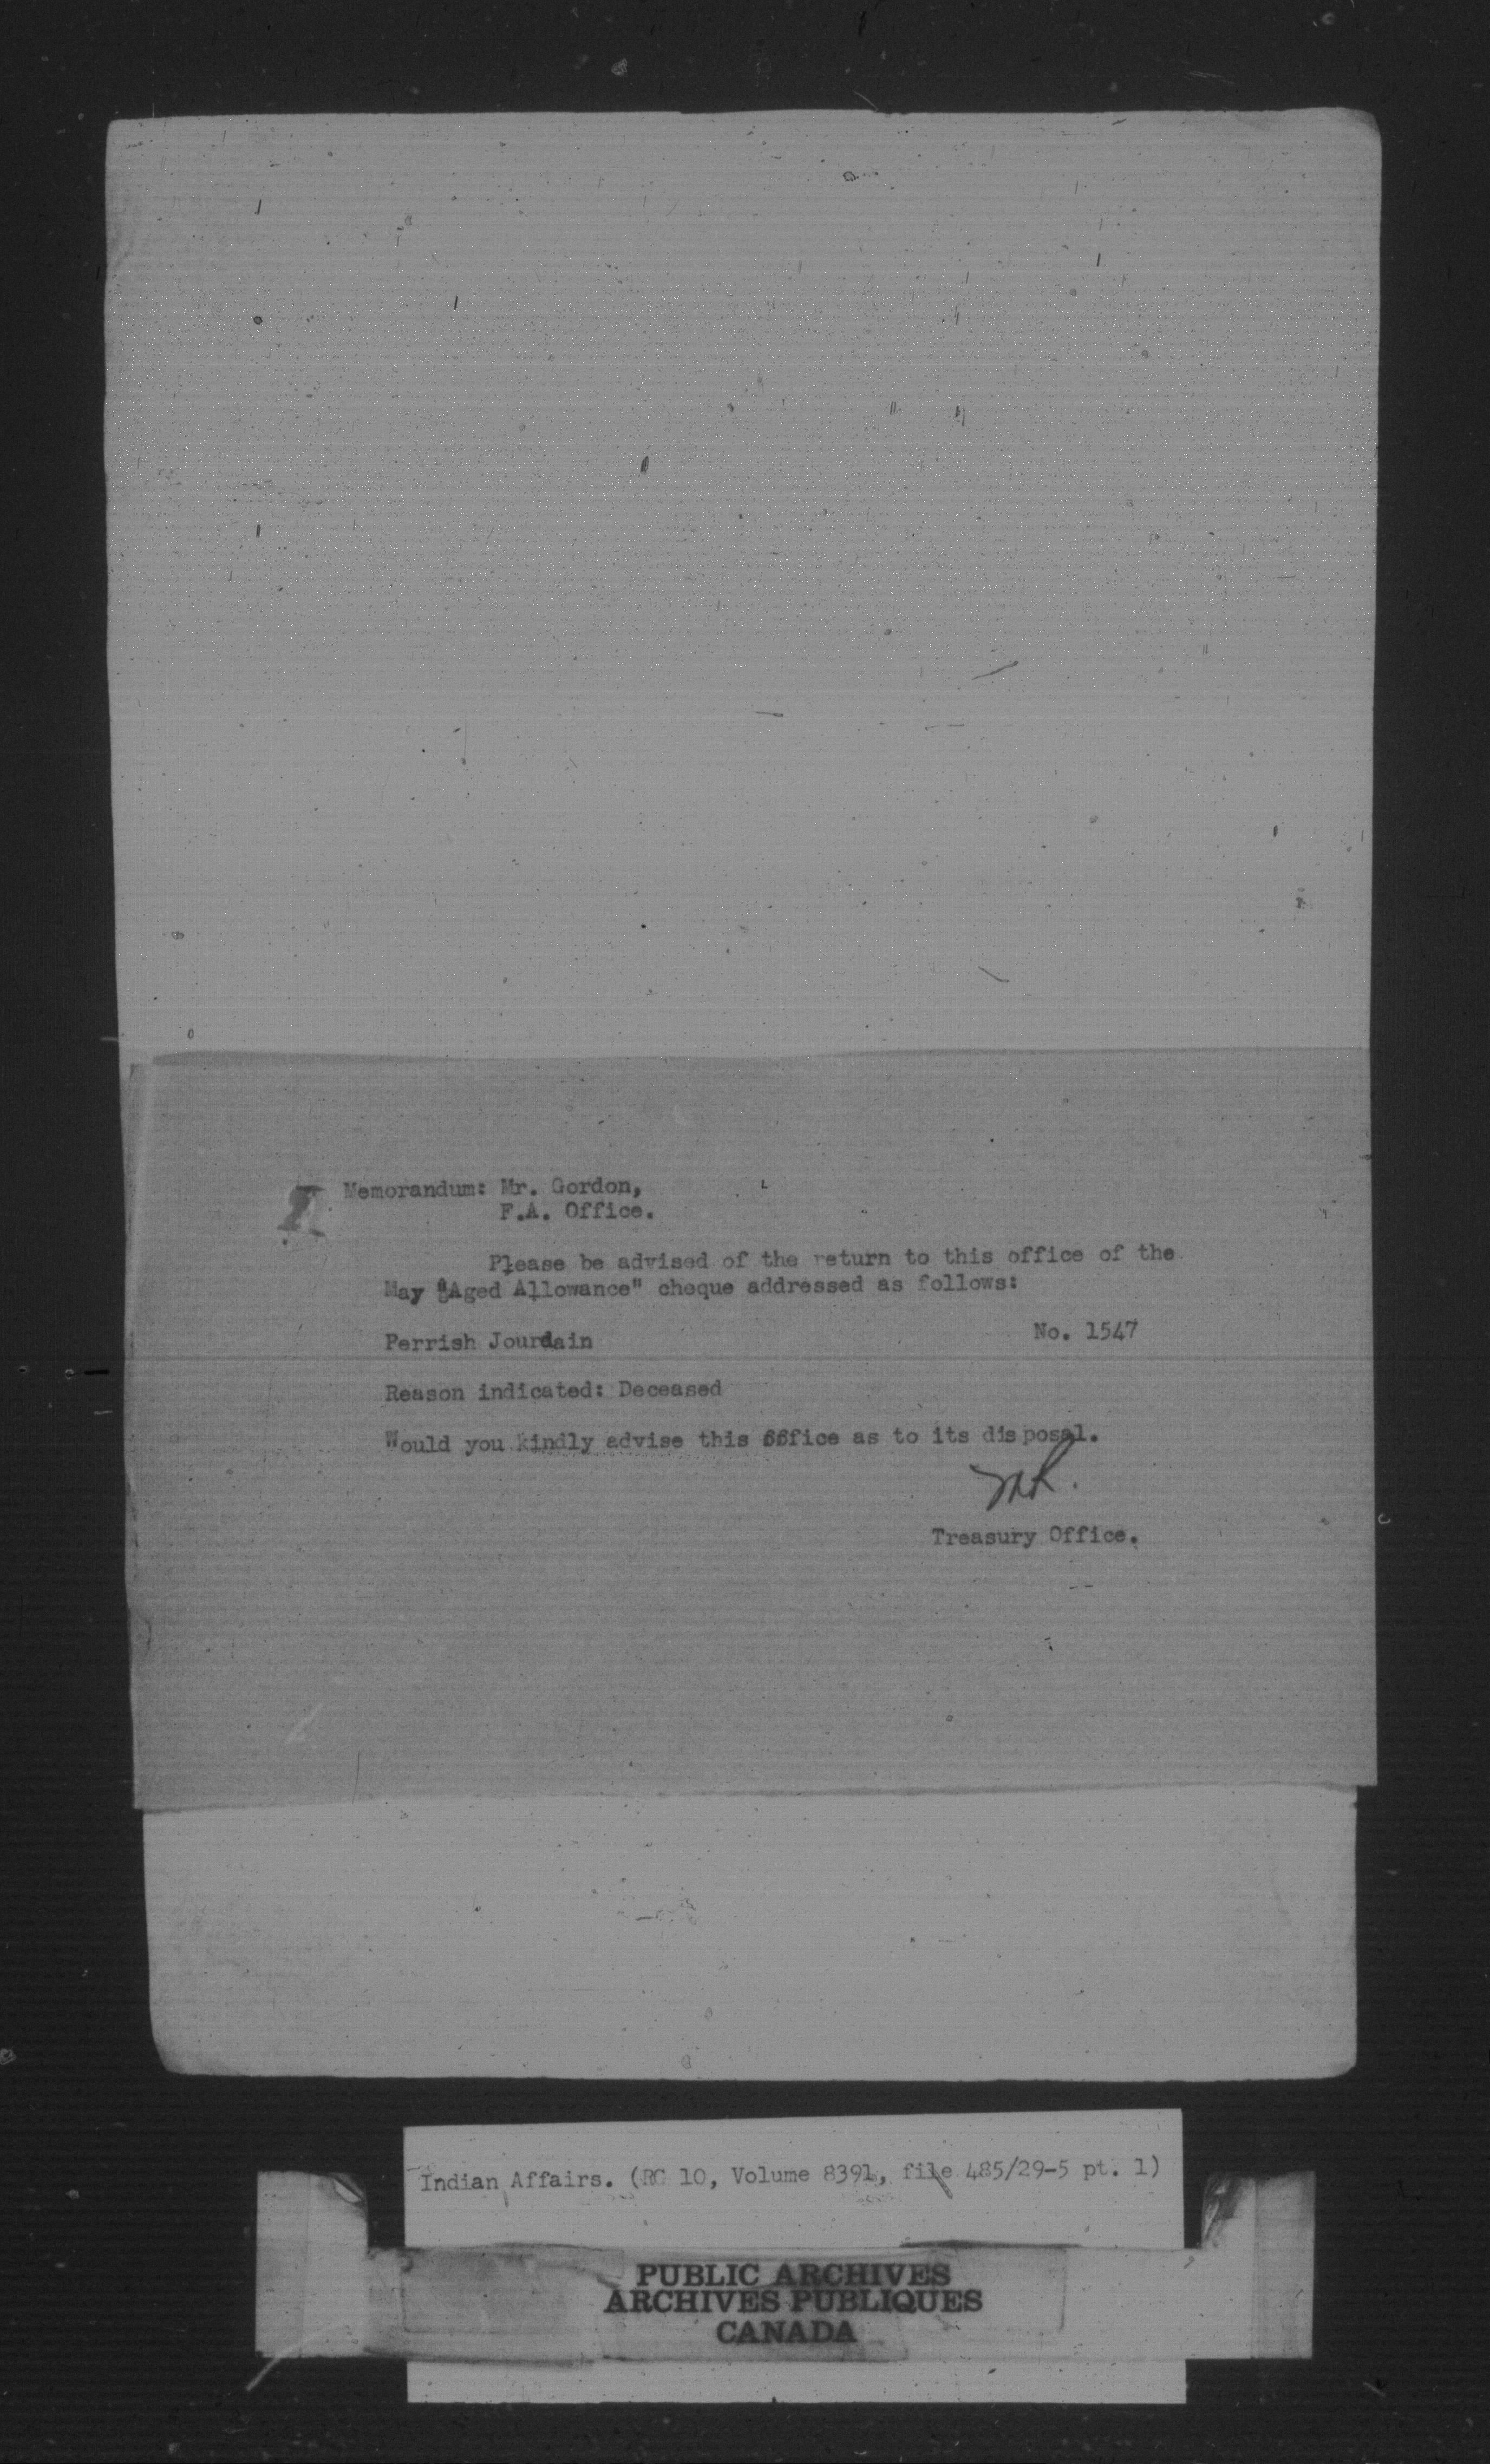 Memorandum: Mr. Gordon,
F.A. Office.
Please be advised of the return to this office of the
May "Aged Allowance" cheque addressed as follows:
Perrish Jourdain No. 1547
Reason indicated: Deceased
Would you kindly advise this office as to its disposal.
Treasury Office.
Indian Affairs. (RG 10, Volume 8391, file 485/29-5 pt. 1)
PUBLIC ARCHIVES
ARCHIVES PUBLIQUES
CANADA